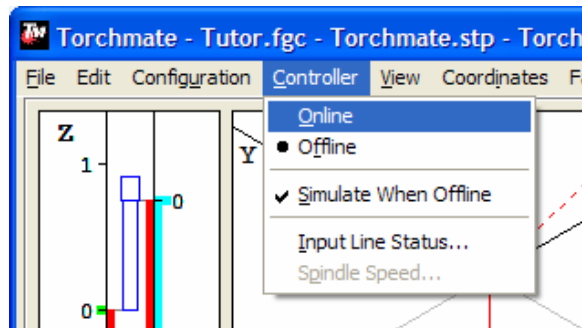 Tm Torchmate - Tutor.fgc - Torchmate.stp - Torch
File Edit Configuration Controller View Coordinates F
Online
Offline
Simulate When Offline
Input Line Status...
Spindle Speed...
Z
1
0
0
Y